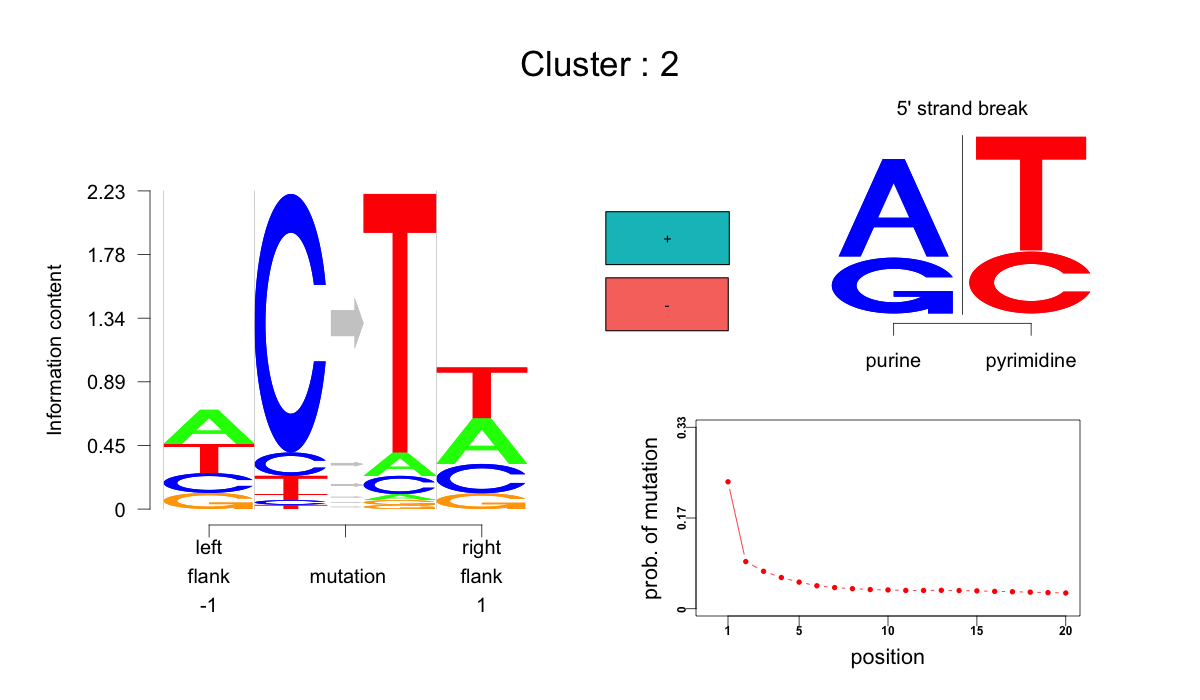 Cluster : 2
5' strand break
A T
G C
purine
pyrimidine
+
-
Information content
2.23
1.78
1.34
0.89
0.45
0
A
T
C
G
C T
C A
T C
T A
C G
T G
T
A
C
G
left
flank
-1
mutation
right
flank
1
prob. of mutation
0.33
0.17
0
1 5 10 15 20
position